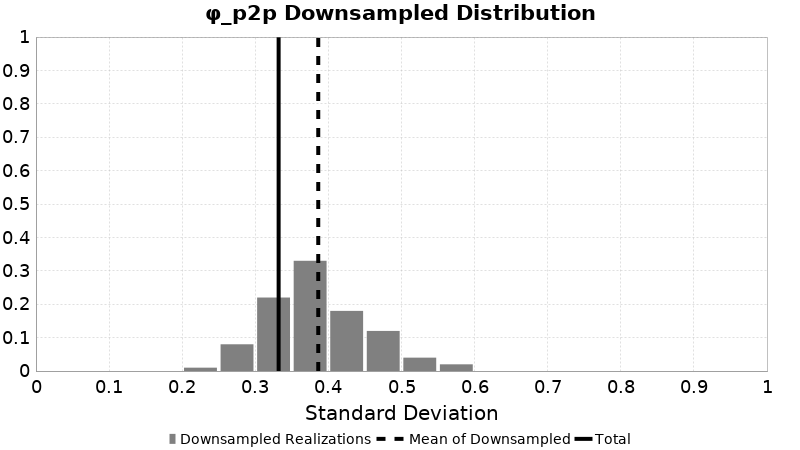 φ_p2p Downsampled Distribution
1
0.9
0.8
0.7
0.6
0.5
0.4
0.3
0.2
0.1
0
0 0.1 0.2 0.3 0.4 0.5 0.6 0.7 0.8 0.9 1
Standard Deviation
Downsampled Realizations Mean of Downsampled Total